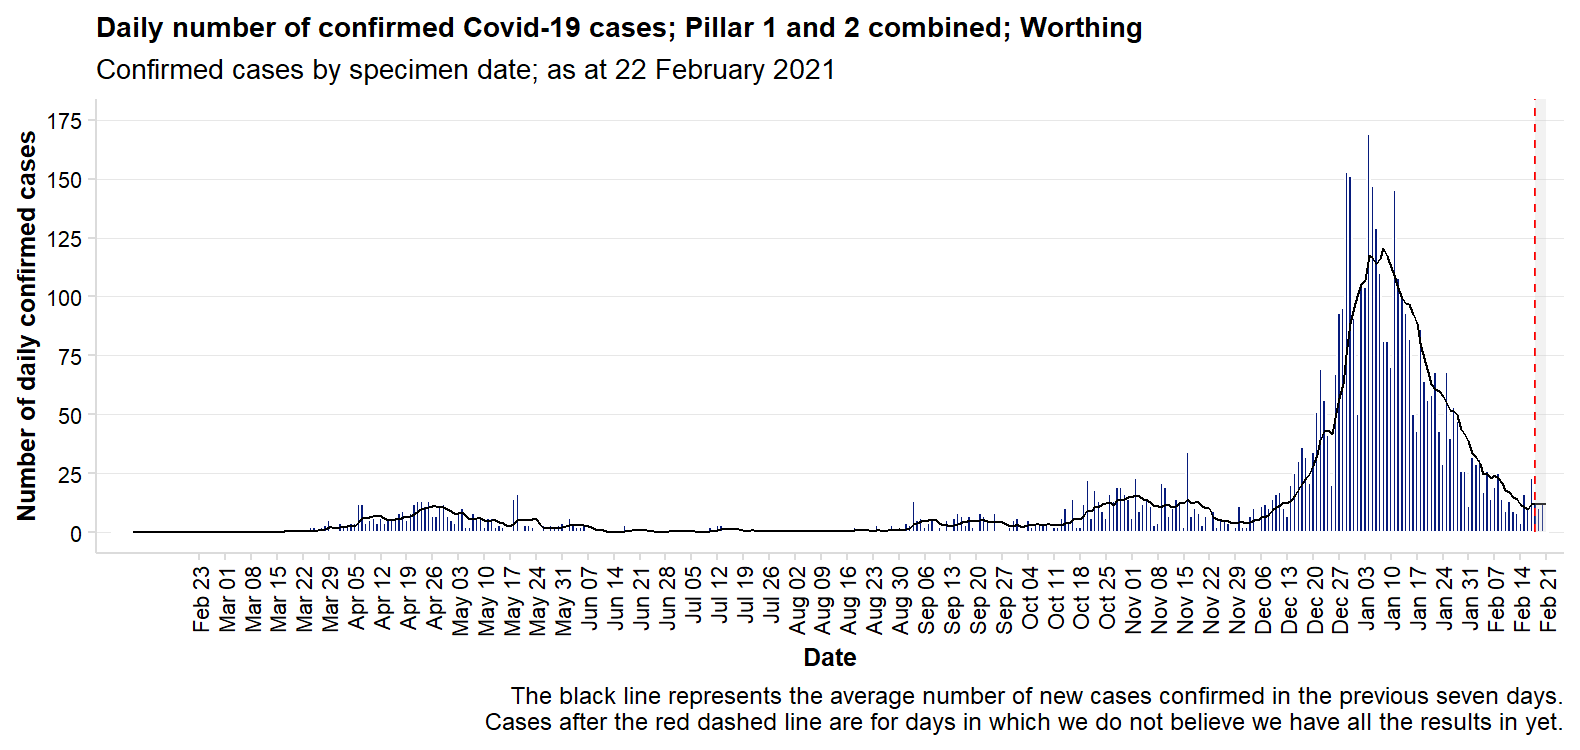 Daily number of confirmed Covid-19 cases; Pillar 1 and 2 combined; Worthing
Confirmed cases by specimen date; as at 22 February 2021
Number of daily confirmed cases
175
150
125
100
75
50
25
0
Feb 23
Mar 01
Mar 08
Mar 15
Mar 22
Mar 29
Apr 05
Apr 12
Apr 19
Apr 26
May 03
May 10
May 17
May 24
May 31
Jun 07
Jun 14
Jun 21
Jun 28
Jul 05
Jul 12
Jul 19
Jul 26
Aug 02
Aug 09
Aug 16
Aug 23
Aug 30
Sep 06
Sep 13
Sep 20
Sep 27
Oct 04
Oct 11
Oct 18
Oct 25
Nov 01
Nov 08
Nov 15
Nov 22
Nov 29
Dec 06
Dec 13
Dec 20
Dec 27
Jan 03
Jan 10
Jan 17
Jan 24
Jan 31
Feb 07
Feb 14
Feb 21
Date
The black line represents the average number of new cases confirmed in the previous seven days.
Cases after the red dashed line are for days in which we do not believe we have all the results in yet.